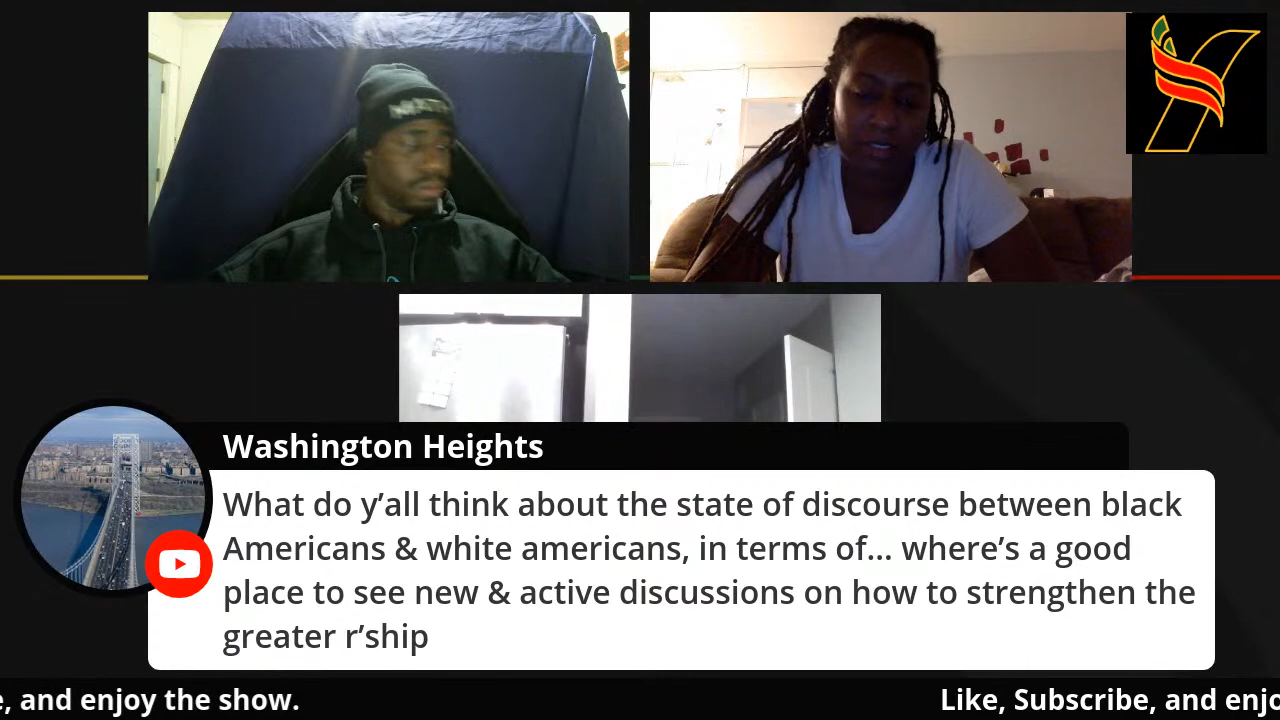 Washington Heights
What do y’all think about the state of discourse between black
Americans & white americans, in terms of... where’s a good
place to see new & active discussions on how to strengthen the
greater r’ship
e, and enjoy the show.
Like, Subscribe, and enjo